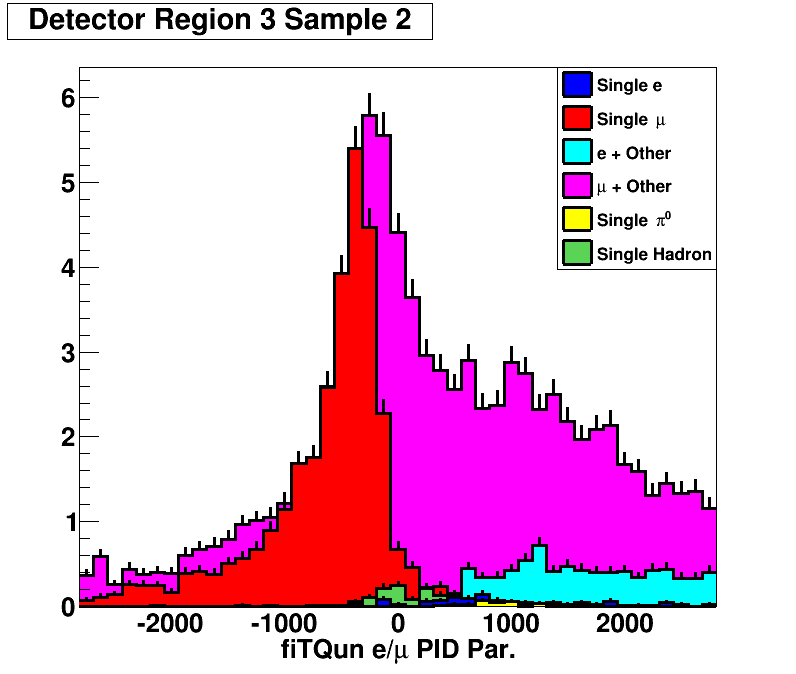 Detector Region 3 Sample 2
Single e
Single μ
e + Other
μ + Other
Single π⁰
Single Hadron
6
5
4
3
2
1
0
-2000 -1000 0 1000 2000
fiTQun e/μ PID Par.